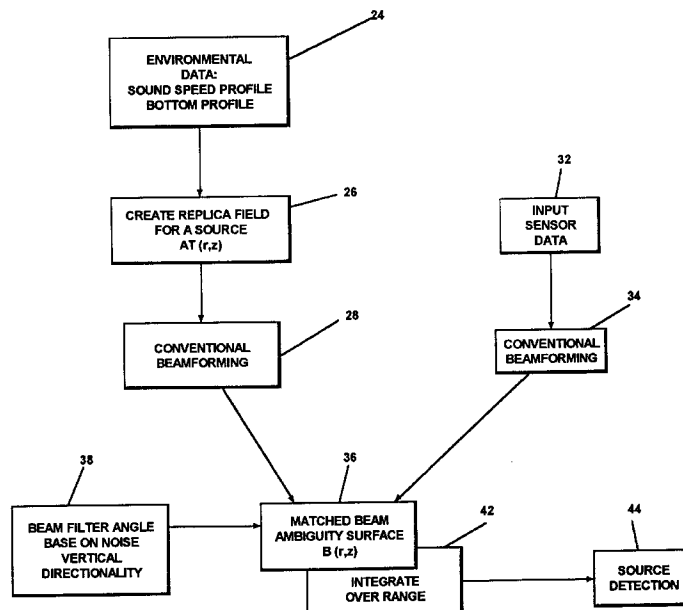 24
ENVIRONMENTAL
DATA:
SOUND SPEED PROFILE
BOTTOM PROFILE
26
CREATE REPLICA FIELD
FOR A SOURCE
AT (r,z)
32
INPUT
SENSOR
DATA
28
CONVENTIONAL
BEAMFORMING
34
CONVENTIONAL
BEAMFORMING
38
BEAM FILTER ANGLE
BASE ON NOISE
VERTICAL
DIRECTIONALITY
36
MATCHED BEAM
AMBIGUITY SURFACE
B (r,z)
42
INTEGRATE
OVER RANGE
44
SOURCE
DETECTION